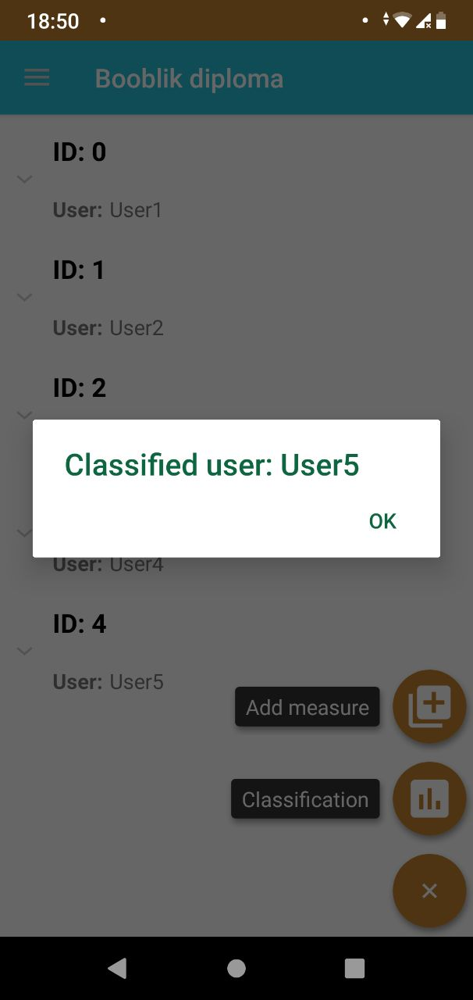 18:50
Booblik diploma
ID: 0
User: User1
ID: 1
User: User2
ID: 2
Classified user: User5
OK
User: User4
ID: 4
User: User5
Add measure
Classification